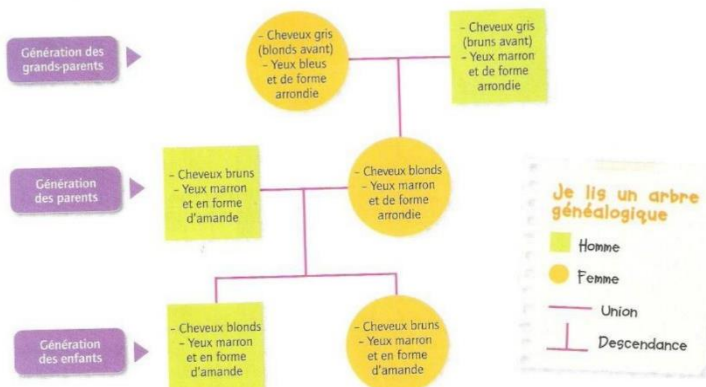 Génération des
grands-parents
- Cheveux gris
(blonds avant)
- Yeux bleus
et de forme
arrondie
- Cheveux gris
(bruns avant)
- Yeux marron
et de forme
arrondie
Génération
des parents
- Cheveux bruns
- Yeux marron
et en forme
d'amande
- Cheveux blonds
- Yeux marron
et de forme
arrondie
Génération
des enfants
- Cheveux blonds
- Yeux marron
et en forme
d'amande
- Cheveux bruns
- Yeux marron
et en forme
d'amande
Je lis un arbre
généalogique
Homme
Femme
Union
Descendance